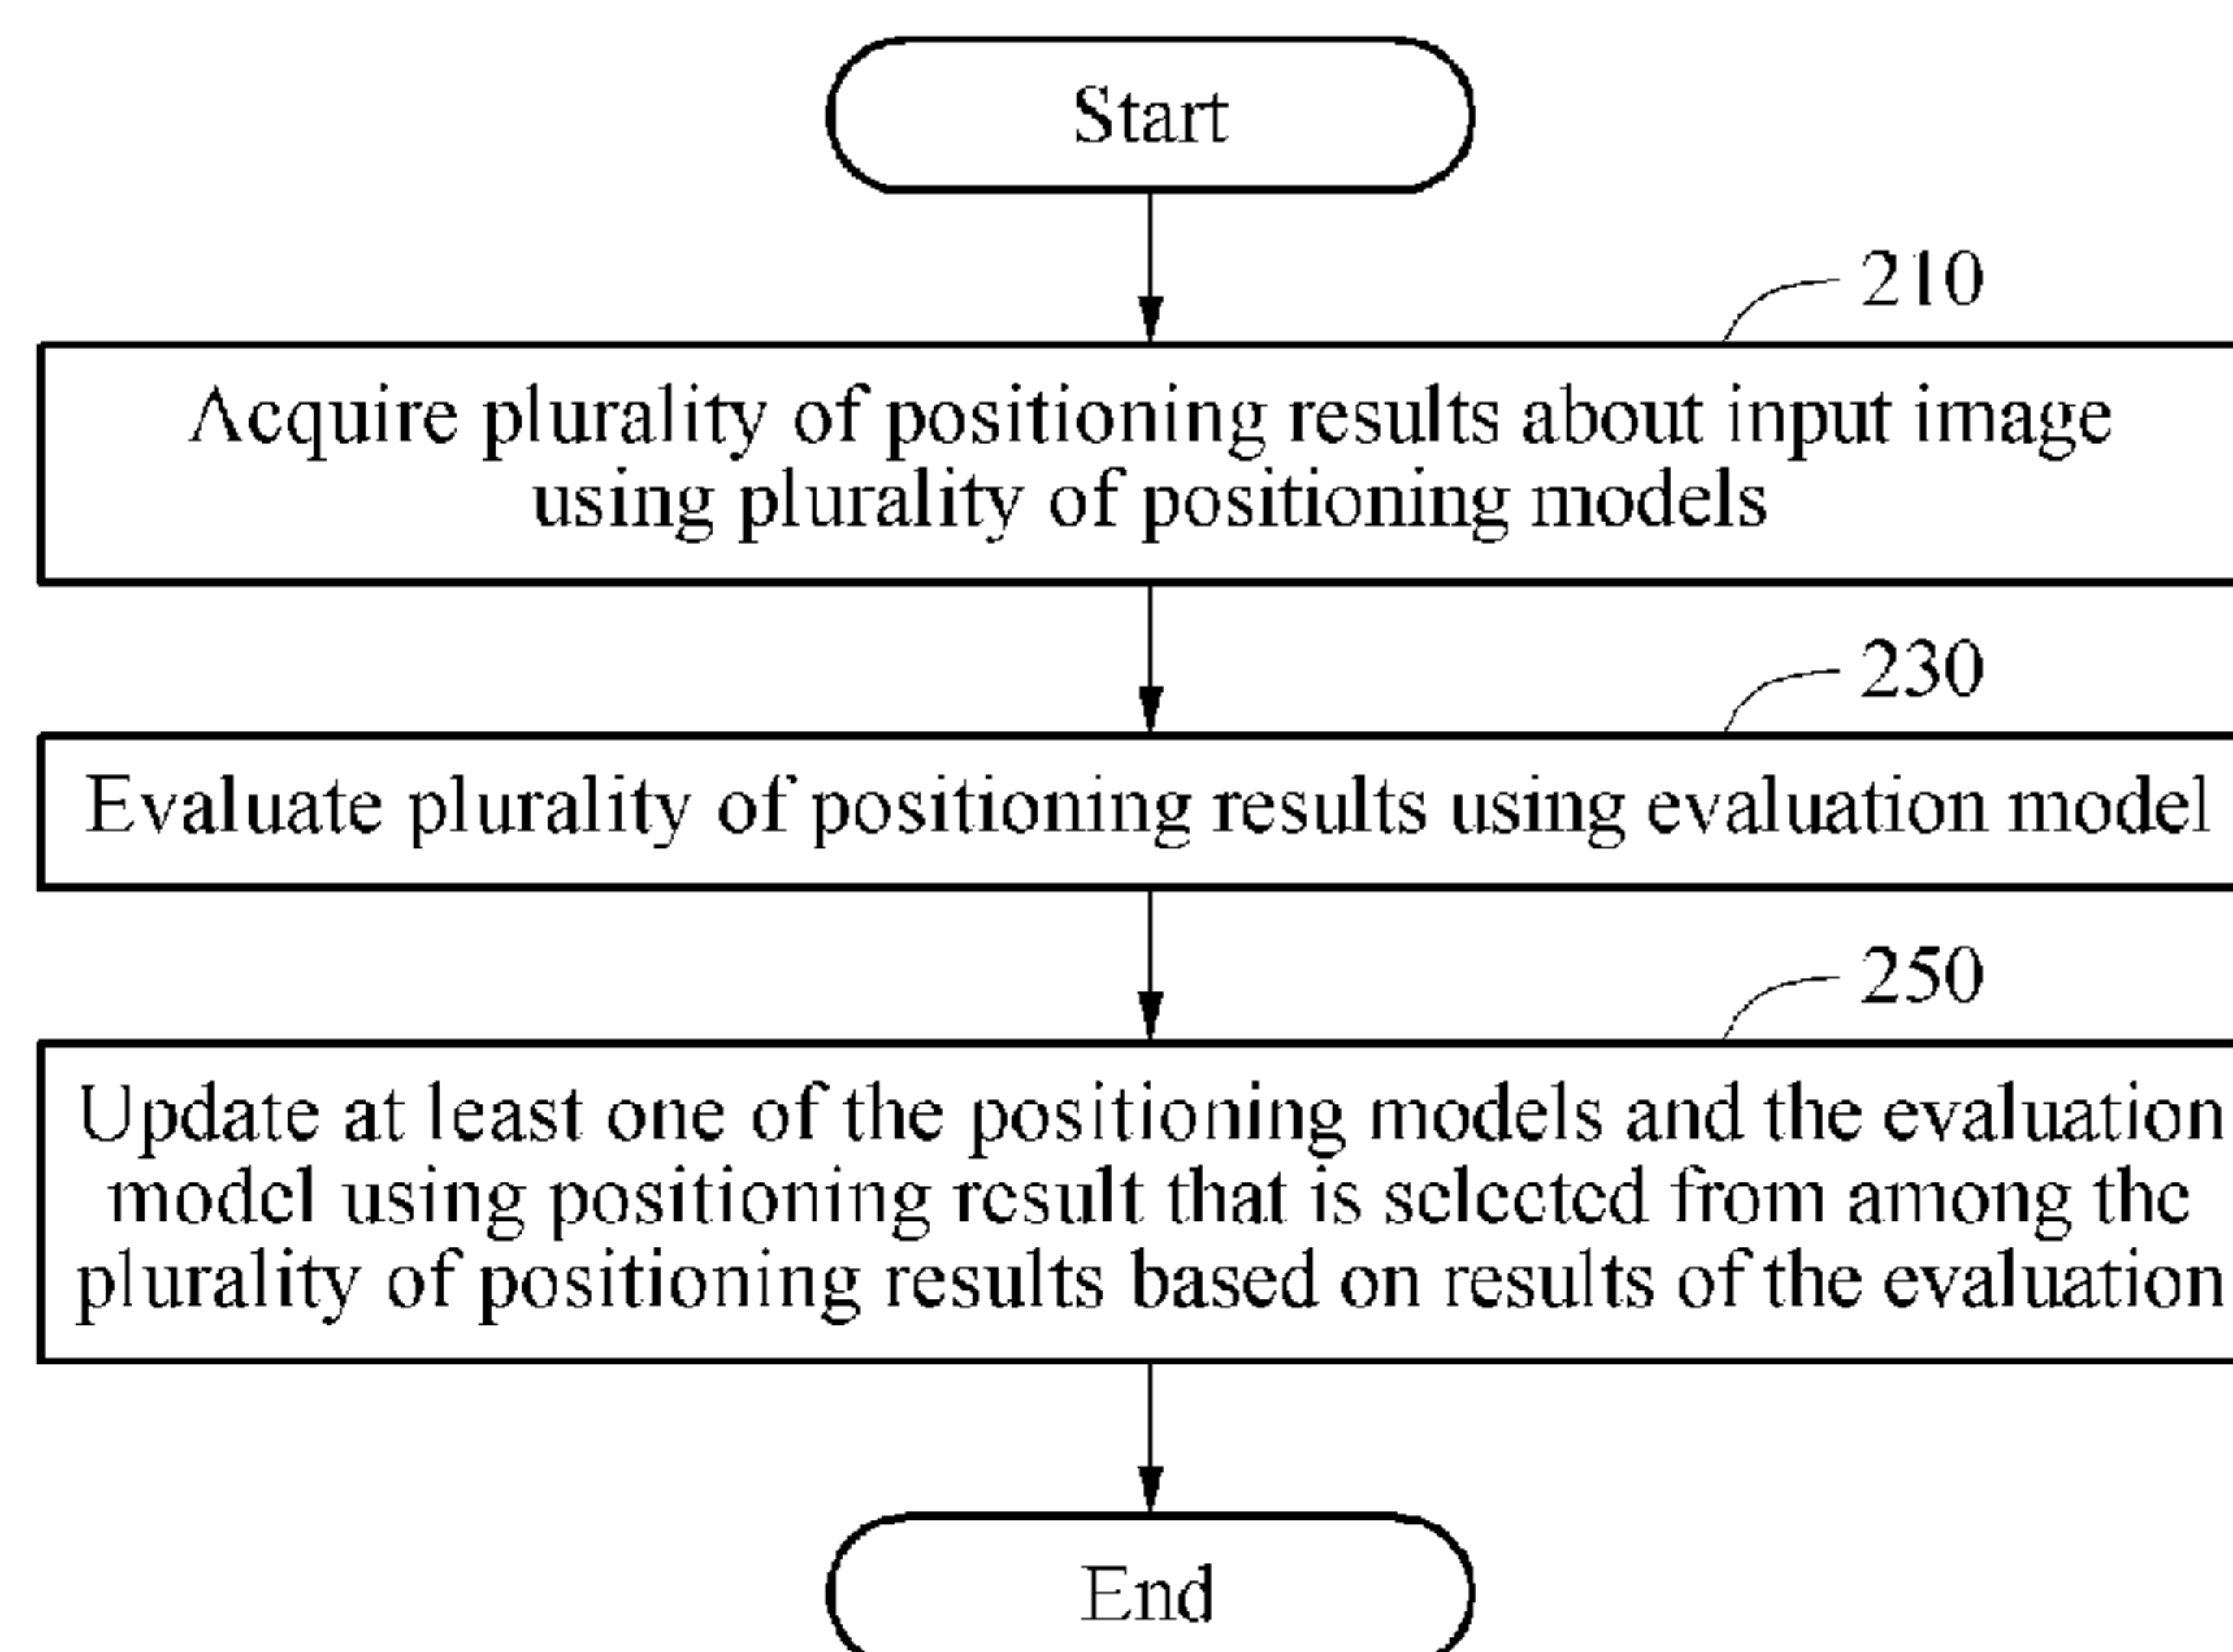 Start
210
Acquire plurality of positioning results about input image
using plurality of positioning models
230
Evaluate plurality of positioning results using evaluation model
250
Update at least one of the positioning models and the evaluation
model using positioning result that is selected from among the
plurality of positioning results based on results of the evaluation
End